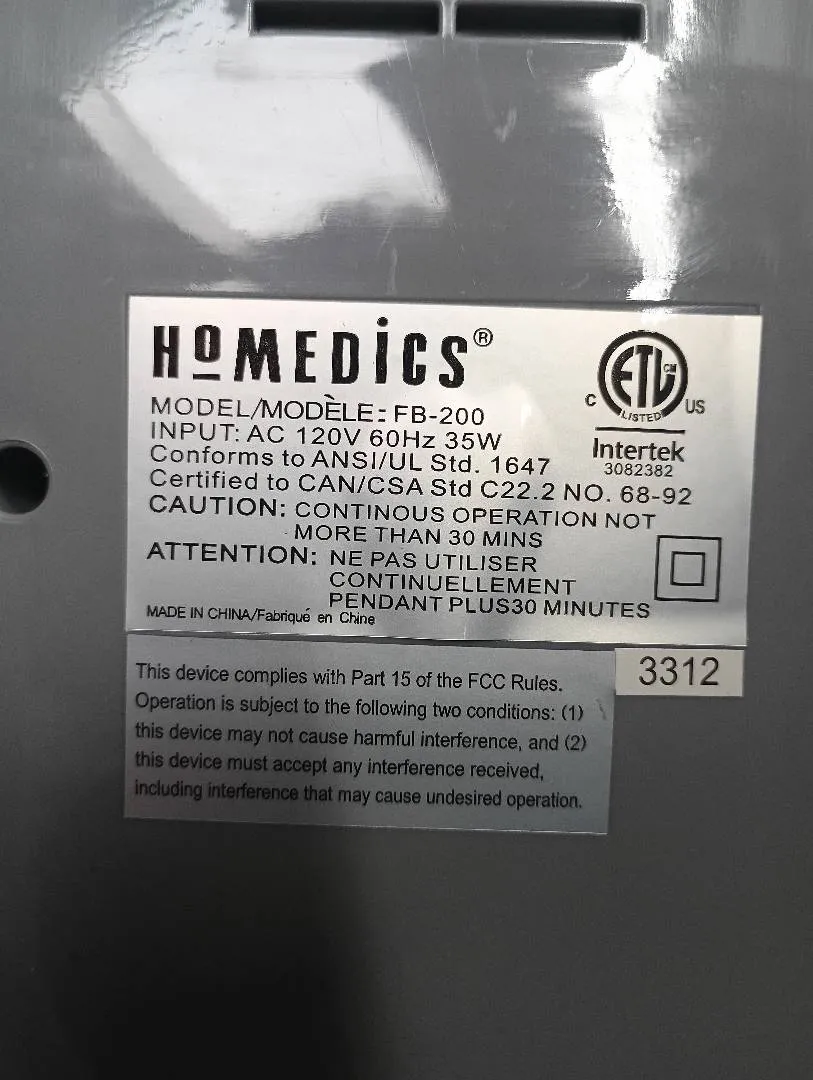 HoMEDiCS®
MODEL/MODÈLE: FB-200
INPUT: AC 120V 60Hz 35W
Conforms to ANSI/UL Std. 1647
Certified to CAN/CSA Std C22.2 NO. 68-92
CAUTION: CONTINOUS OPERATION NOT
MORE THAN 30 MINS
ATTENTION: NE PAS UTILISER
CONTINUELLEMENT
PENDANT PLUS30 MINUTES
MADE IN CHINA/Fabriqué en Chine
ETL CM
C LISTED US
Intertek
3082382
3312
This device complies with Part 15 of the FCC Rules.
Operation is subject to the following two conditions: (1)
this device may not cause harmful interference, and (2)
this device must accept any interference received,
including interference that may cause undesired operation.